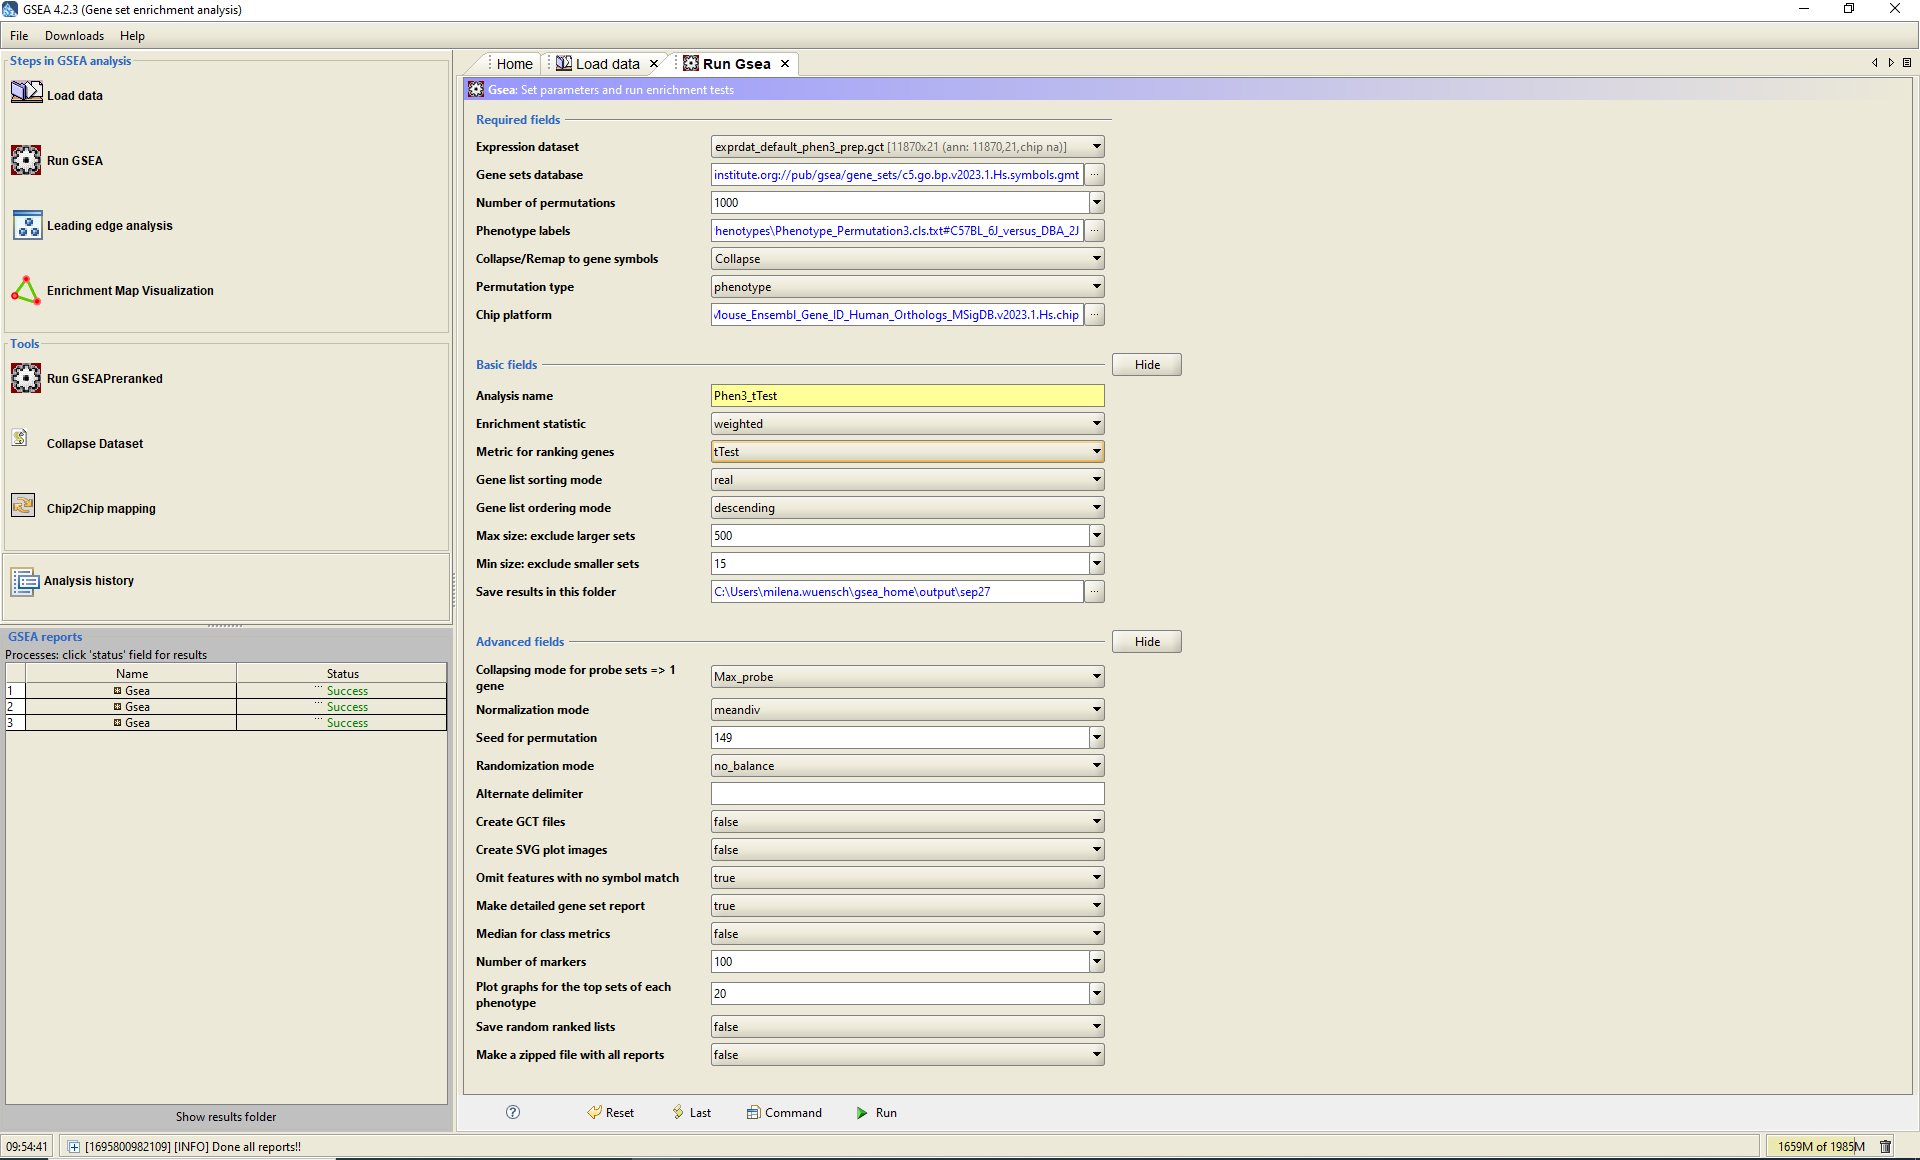 GSEA 4.2.3 (Gene set enrichment analysis)
File Downloads Help
Steps in GSEA analysis
Load data
Run GSEA
Leading edge analysis
Enrichment Map Visualization
Tools
Run GSEAPreranked
Collapse Dataset
Chip2Chip mapping
Analysis history
GSEA reports
Processes: click 'status' field for results
Name Status
1 Gsea ... Success
2 Gsea ... Success
3 Gsea ... Success
Show results folder
Home Load data Run Gsea
Gsea: Set parameters and run enrichment tests
Required fields
Expression dataset exprdat_default_phen3_prep.gct [11870x21 (ann: 11870,21,chip na)]
Gene sets database institute.org://pub/gsea/gene_sets/c5.go.bp.v2023.1.Hs.symbols.gmt ...
Number of permutations 1000
Phenotype labels henotypes\Phenotype_Permutation3.cls.txt#C57BL_6J_versus_DBA_2J ...
Collapse/Remap to gene symbols Collapse
Permutation type phenotype
Chip platform Mouse_Ensembl_Gene_ID_Human_Orthologs_MSigDB.v2023.1.Hs.chip ...
Basic fields Hide
Analysis name Phen3_tTest
Enrichment statistic weighted
Metric for ranking genes tTest
Gene list sorting mode real
Gene list ordering mode descending
Max size: exclude larger sets 500
Min size: exclude smaller sets 15
Save results in this folder C:\Users\milena.wuensch\gsea_home\output\sep27 ...
Advanced fields Hide
Collapsing mode for probe sets => 1
gene Max_probe
Normalization mode meandiv
Seed for permutation 149
Randomization mode no_balance
Alternate delimiter
Create GCT files false
Create SVG plot images false
Omit features with no symbol match true
Make detailed gene set report true
Median for class metrics false
Number of markers 100
Plot graphs for the top sets of each
phenotype 20
Save random ranked lists false
Make a zipped file with all reports false
? Reset Last Command Run
09:54:41 [1695800982109] [INFO] Done all reports!! 1659M of 1985M